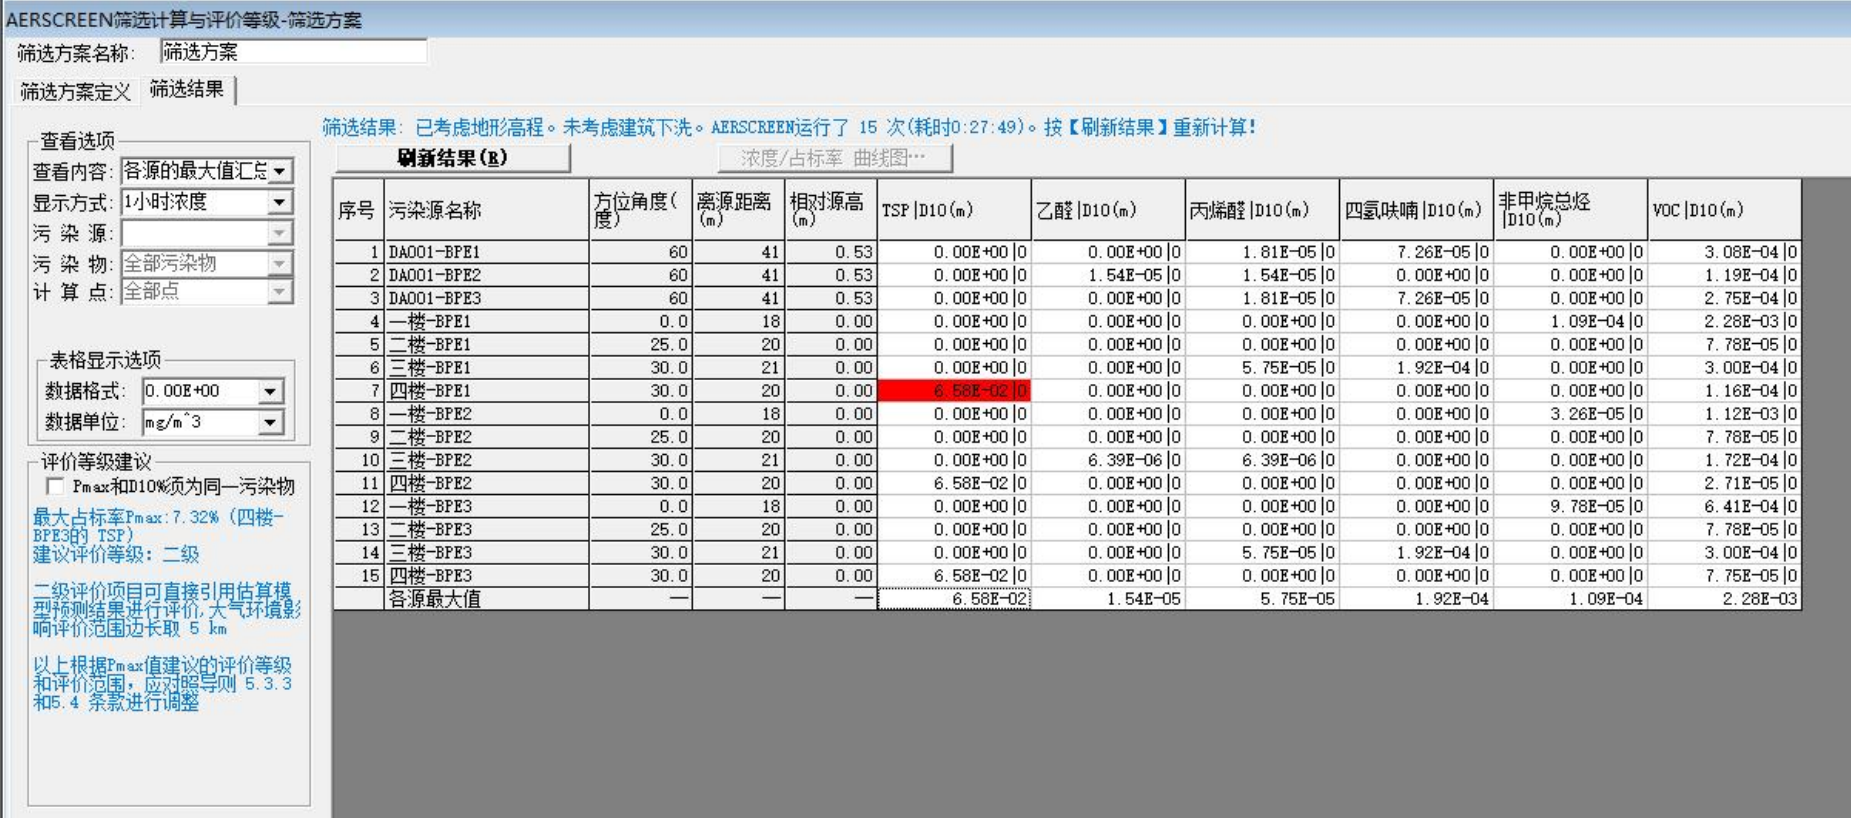 AERSCREEN筛选计算与评价等级-筛选方案
筛选方案名称: 筛选方案
筛选方案定义 筛选结果
查看选项
查看内容: 各源的最大值汇总
显示方式: 1小时浓度
污 染 源:
污 染 物: 全部污染物
计 算 点: 全部点
表格显示选项
数据格式: 0.00E+00
数据单位: mg/m^3
评价等级建议
Pmax和D10%须为同一污染物
最大占标率Pmax:7.32% (四楼-
BPE3的 TSP)
建议评价等级: 二级
二级评价项目可直接引用估算模
型预测结果进行评价,大气环境影
响评价范围边长取 5 km
以上根据Pmax值建议的评价等级
和评价范围,应对照导则 5.3.3
和5.4 条款进行调整
筛选结果: 已考虑地形高程。未考虑建筑下洗。AERSCREEN运行了 15 次(耗时0:27:49)。按【刷新结果】重新计算!
刷新结果(R) 浓度/占标率 曲线图…
序号 污染源名称 方位角度(度) 离源距离(m) 相对源高(m) TSP|D10(m) 乙醛|D10(m) 丙烯醛|D10(m) 四氢呋喃|D10(m) 非甲烷总烃|D10(m) VOC|D10(m)
1 DA001-BPE1 60 41 0.53 0.00E+00|0 0.00E+00|0 1.81E-05|0 7.26E-05|0 0.00E+00|0 3.08E-04|0
2 DA001-BPE2 60 41 0.53 0.00E+00|0 1.54E-05|0 1.54E-05|0 0.00E+00|0 0.00E+00|0 1.19E-04|0
3 DA001-BPE3 60 41 0.53 0.00E+00|0 0.00E+00|0 1.81E-05|0 7.26E-05|0 0.00E+00|0 2.75E-04|0
4 一楼-BPE1 0.0 18 0.00 0.00E+00|0 0.00E+00|0 0.00E+00|0 0.00E+00|0 1.09E-04|0 2.28E-03|0
5 二楼-BPE1 25.0 20 0.00 0.00E+00|0 0.00E+00|0 0.00E+00|0 0.00E+00|0 0.00E+00|0 7.78E-05|0
6 三楼-BPE1 30.0 21 0.00 0.00E+00|0 0.00E+00|0 5.75E-05|0 1.92E-04|0 0.00E+00|0 3.00E-04|0
7 四楼-BPE1 30.0 20 0.00 6.58E-02|0 0.00E+00|0 0.00E+00|0 0.00E+00|0 0.00E+00|0 1.16E-04|0
8 一楼-BPE2 0.0 18 0.00 0.00E+00|0 0.00E+00|0 0.00E+00|0 0.00E+00|0 3.26E-05|0 1.12E-03|0
9 二楼-BPE2 25.0 20 0.00 0.00E+00|0 0.00E+00|0 0.00E+00|0 0.00E+00|0 0.00E+00|0 7.78E-05|0
10 三楼-BPE2 30.0 21 0.00 0.00E+00|0 6.39E-06|0 6.39E-06|0 0.00E+00|0 0.00E+00|0 1.72E-04|0
11 四楼-BPE2 30.0 20 0.00 6.58E-02|0 0.00E+00|0 0.00E+00|0 0.00E+00|0 0.00E+00|0 2.71E-05|0
12 一楼-BPE3 0.0 18 0.00 0.00E+00|0 0.00E+00|0 0.00E+00|0 0.00E+00|0 9.78E-05|0 6.41E-04|0
13 二楼-BPE3 25.0 20 0.00 0.00E+00|0 0.00E+00|0 0.00E+00|0 0.00E+00|0 0.00E+00|0 7.78E-05|0
14 三楼-BPE3 30.0 21 0.00 0.00E+00|0 0.00E+00|0 5.75E-05|0 1.92E-04|0 0.00E+00|0 3.00E-04|0
15 四楼-BPE3 30.0 20 0.00 6.58E-02|0 0.00E+00|0 0.00E+00|0 0.00E+00|0 0.00E+00|0 7.75E-05|0
各源最大值 — — — 6.58E-02 1.54E-05 5.75E-05 1.92E-04 1.09E-04 2.28E-03